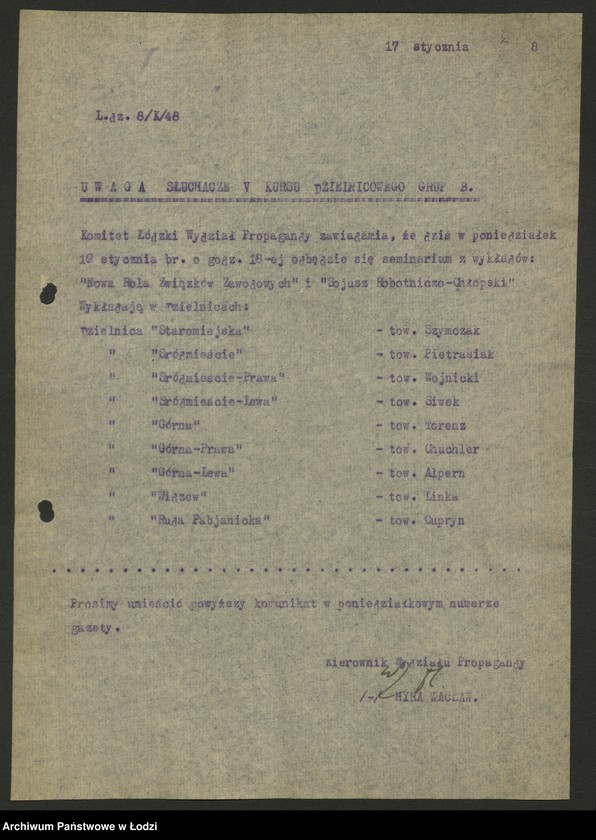 17 stycznia 8
L.dz. 8/K/48
UWAGA SŁUCHACZE V KURSU DZIELNICOWEGO GRUP B.
Komitet Łódzki Wydział Propagandy zawiadamia, że dziś w poniedziałek
19 stycznia br. o godz. 18-ej odbędzie się seminarium z wykładów:
"Nowa Rola Związków Zawodowych" i "Sojusz Robotniczo-Chłopski"
Wykładają w Dzielnicach:
Dzielnica "Staromiejska" - tow. Szymczak
" "Śródmieście" - tow. Pietrasiak
" "Śródmieście-Prawa" - tow. Wojnicki
" "Śródmieście-Lewa" - tow. Siwek
" "Górna" - tow. Torenz
" "Górna-Prawa" - tow. Chuchler
" "Górna-Lewa" - tow. Alpern
" "Widzew" - tow. Linka
" "Ruda Pabjanicka" - tow. Cupryn
Prosimy umieścić powyższy komunikat w poniedziałkowym numerze
gazety.
Kierownik Wydziału Propagandy
/-/ WACŁAW.
Archiwum Państwowe w Łodzi